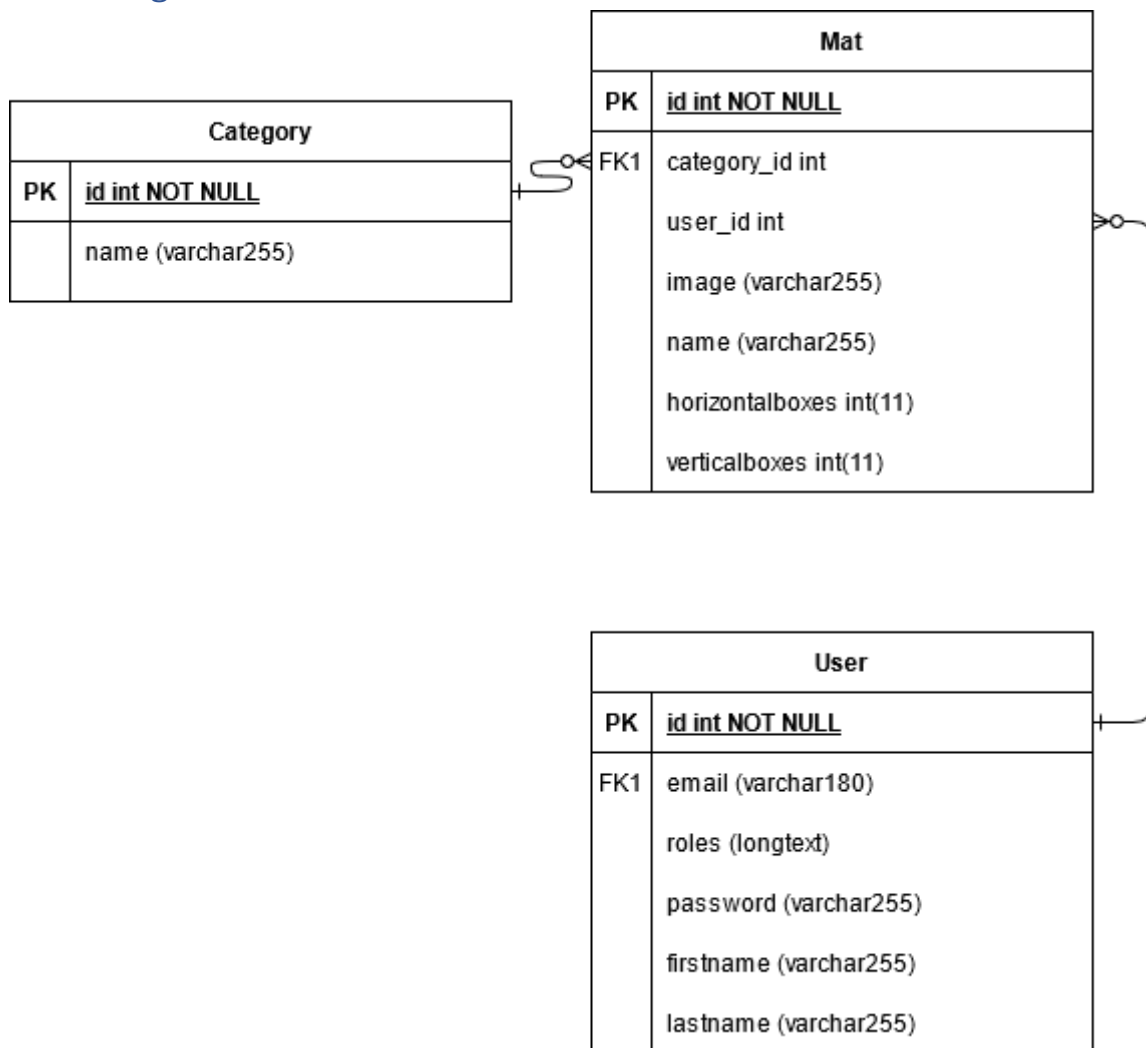 Mat
PK id int NOT NULL
FK1 category_id int
user_id int
image (varchar255)
name (varchar255)
horizontalboxes int(11)
verticalboxes int(11)
Category
PK id int NOT NULL
name (varchar255)
User
PK id int NOT NULL
FK1 email (varchar180)
roles (longtext)
password (varchar255)
firstname (varchar255)
lastname (varchar255)